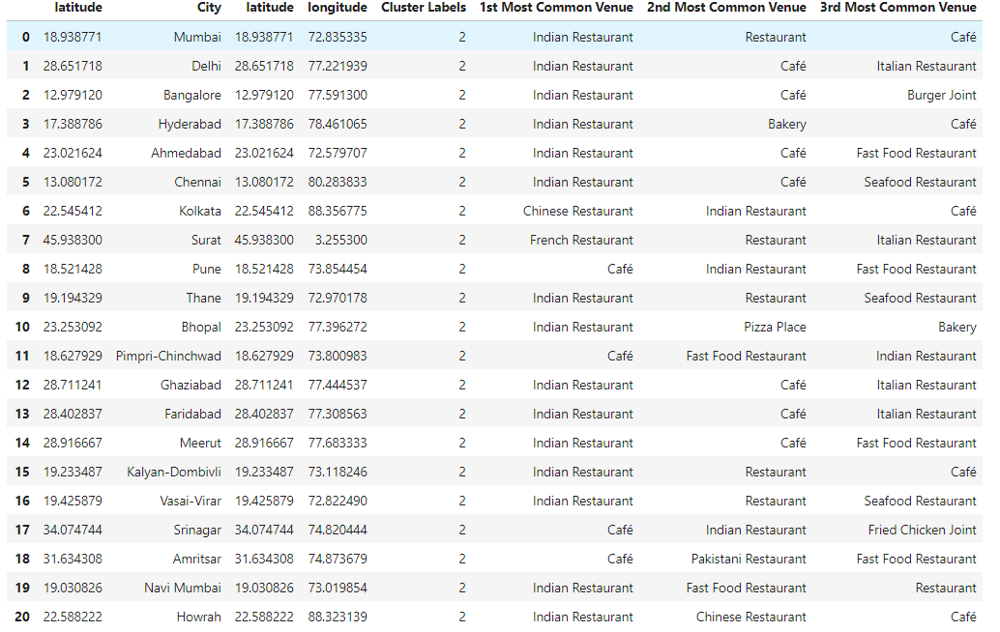 latitude City latitude longitude Cluster Labels 1st Most Common Venue 2nd Most Common Venue 3rd Most Common Venue
0 18.938771 Mumbai 18.938771 72.835335 2 Indian Restaurant Restaurant Café
1 28.651718 Delhi 28.651718 77.221939 2 Indian Restaurant Café Italian Restaurant
2 12.979120 Bangalore 12.979120 77.591300 2 Indian Restaurant Café Burger Joint
3 17.388786 Hyderabad 17.388786 78.461065 2 Indian Restaurant Bakery Café
4 23.021624 Ahmedabad 23.021624 72.579707 2 Indian Restaurant Café Fast Food Restaurant
5 13.080172 Chennai 13.080172 80.283833 2 Indian Restaurant Café Seafood Restaurant
6 22.545412 Kolkata 22.545412 88.356775 2 Chinese Restaurant Indian Restaurant Café
7 45.938300 Surat 45.938300 3.255300 2 French Restaurant Restaurant Italian Restaurant
8 18.521428 Pune 18.521428 73.854454 2 Café Indian Restaurant Fast Food Restaurant
9 19.194329 Thane 19.194329 72.970178 2 Indian Restaurant Restaurant Seafood Restaurant
10 23.253092 Bhopal 23.253092 77.396272 2 Indian Restaurant Pizza Place Bakery
11 18.627929 Pimpri-Chinchwad 18.627929 73.800983 2 Café Fast Food Restaurant Indian Restaurant
12 28.711241 Ghaziabad 28.711241 77.444537 2 Indian Restaurant Café Italian Restaurant
13 28.402837 Faridabad 28.402837 77.308563 2 Indian Restaurant Café Italian Restaurant
14 28.916667 Meerut 28.916667 77.683333 2 Indian Restaurant Café Fast Food Restaurant
15 19.233487 Kalyan-Dombivli 19.233487 73.118246 2 Indian Restaurant Restaurant Café
16 19.425879 Vasai-Virar 19.425879 72.822490 2 Indian Restaurant Restaurant Seafood Restaurant
17 34.074744 Srinagar 34.074744 74.820444 2 Café Indian Restaurant Fried Chicken Joint
18 31.634308 Amritsar 31.634308 74.873679 2 Café Pakistani Restaurant Fast Food Restaurant
19 19.030826 Navi Mumbai 19.030826 73.019854 2 Indian Restaurant Fast Food Restaurant Restaurant
20 22.588222 Howrah 22.588222 88.323139 2 Indian Restaurant Chinese Restaurant Café